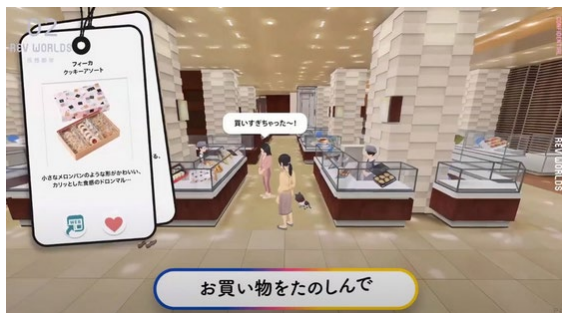 REV WORLDS
フィーカ
クッキーアソート
小さなメロンパンのような形がかわいい、
カリッとした食感のドロンマル…
WEB
買いすぎちゃった〜！
REV WORLDS
お買い物をたのしんで